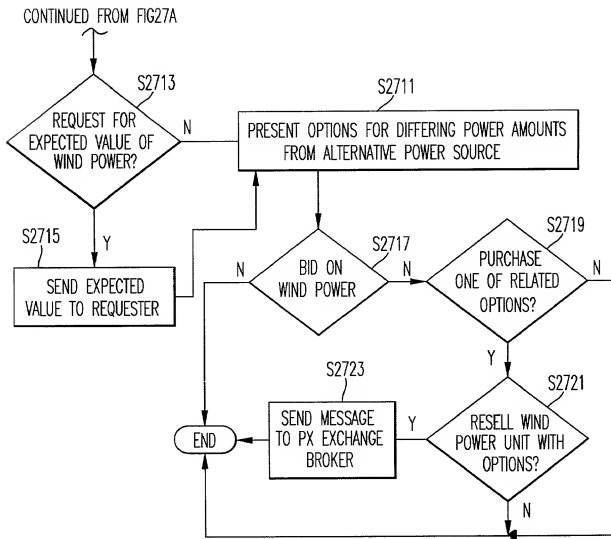 CONTINUED FROM FIG27A
S2713
REQUEST FOR
EXPECTED VALUE OF
WIND POWER?
N
Y
S2711
PRESENT OPTIONS FOR DIFFERING POWER AMOUNTS
FROM ALTERNATIVE POWER SOURCE
S2715
SEND EXPECTED
VALUE TO REQUESTER
S2717
BID ON
WIND POWER
N
N
S2719
PURCHASE
ONE OF RELATED
OPTIONS?
N
Y
S2721
RESELL WIND
POWER UNIT WITH
OPTIONS?
Y
N
S2723
SEND MESSAGE
TO PX EXCHANGE
BROKER
END